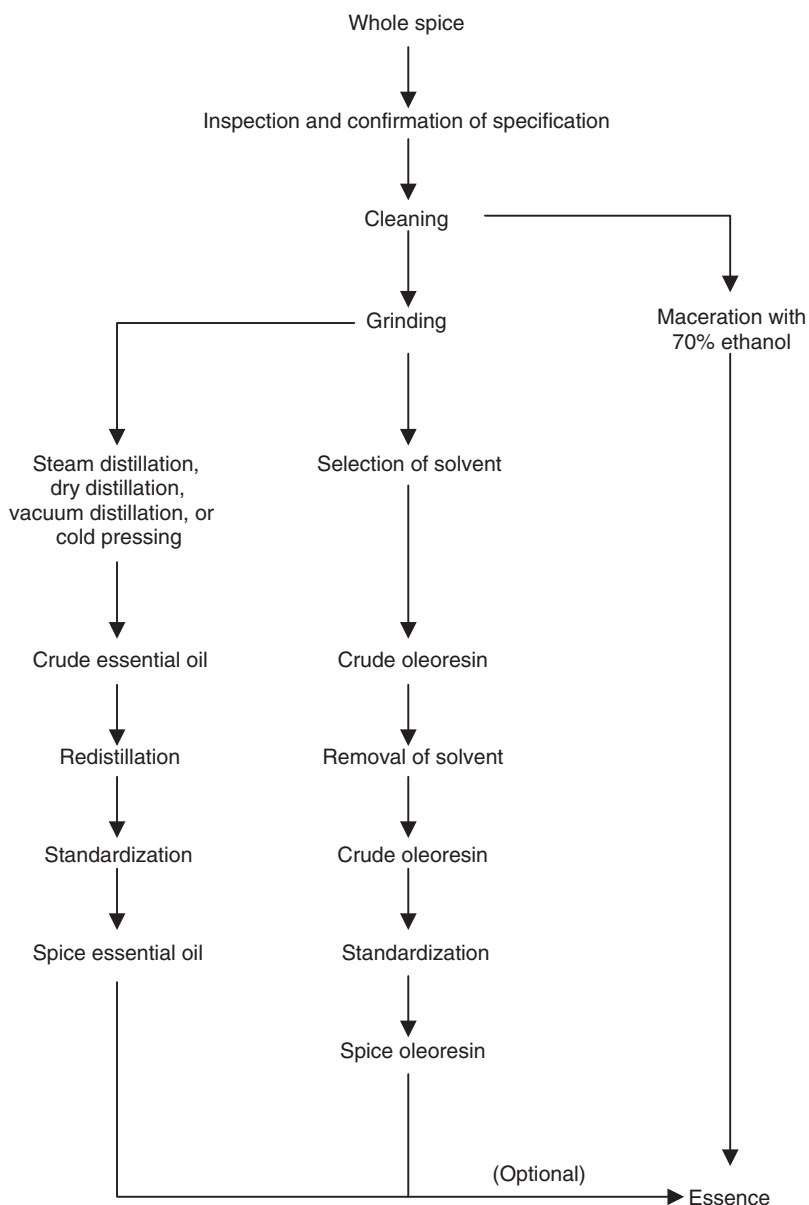 Whole spice
Inspection and confirmation of specification
Cleaning
Grinding
Maceration with
70% ethanol
Steam distillation,
dry distillation,
vacuum distillation, or
cold pressing
Selection of solvent
Crude essential oil
Crude oleoresin
Redistillation
Removal of solvent
Standardization
Crude oleoresin
Spice essential oil
Standardization
Spice oleoresin
(Optional)
Essence